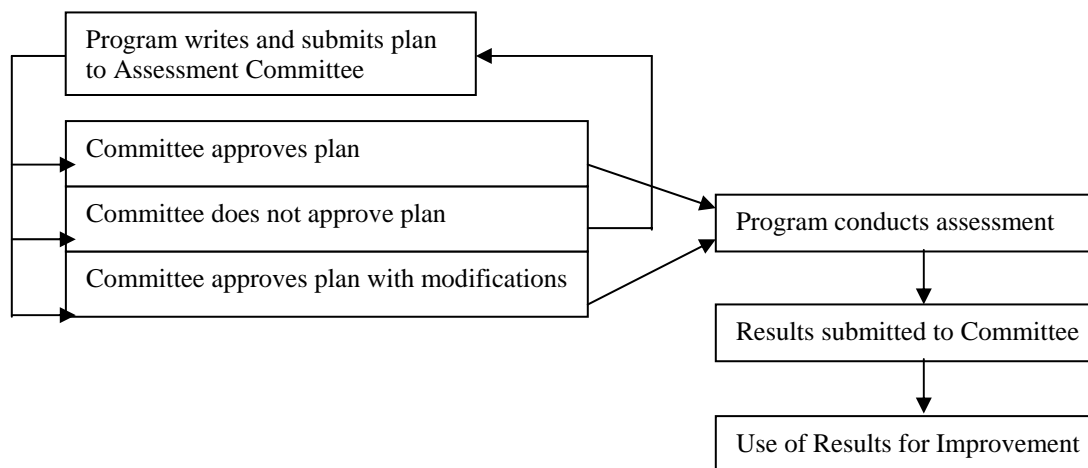 Program writes and submits plan
to Assessment Committee
Committee approves plan
Committee does not approve plan
Committee approves plan with modifications
Program conducts assessment
Results submitted to Committee
Use of Results for Improvement